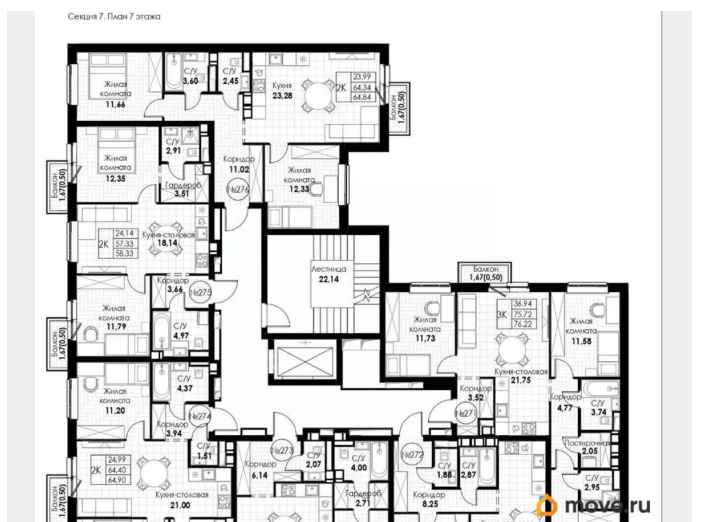 Секция 7. План 7 этажа
Жилая
комната
11,66
С/У
3,60
С/У
2,45
Кухня
23,28
2К
23,99
64,34
64,84
Балкон
1,67(0,50)
Жилая
комната
12,35
С/У
2,91
Гардероб
3,51
Коридор
11,02
№276
Жилая
комната
12,33
Балкон
1,67(0,50)
2К
24,14
57,33
58,33
Кухня-столовая
18,14
Лестница
22,14
Коридор
3,66
№275
Жилая
комната
11,79
С/У
4,97
Балкон
1,67(0,50)
Балкон
1,67(0,50)
Жилая
комната
11,73
3К
36,94
75,72
76,22
Жилая
комната
11,58
Кухня-столовая
21,75
Коридор
3,52
№271
Коридор
4,77
С/У
3,74
Постирочная
2,05
С/У
2,95
Жилая
комната
11,20
С/У
4,37
№274
Коридор
3,94
С/У
1,51
2К
24,99
64,40
64,90
Кухня-столовая
21,00
Балкон
1,67(0,50)
№273
Коридор
6,14
С/У
2,07
С/У
4,00
Гардероб
2,71
№272
С/У
1,88
С/У
2,87
Коридор
8,25
move.ru